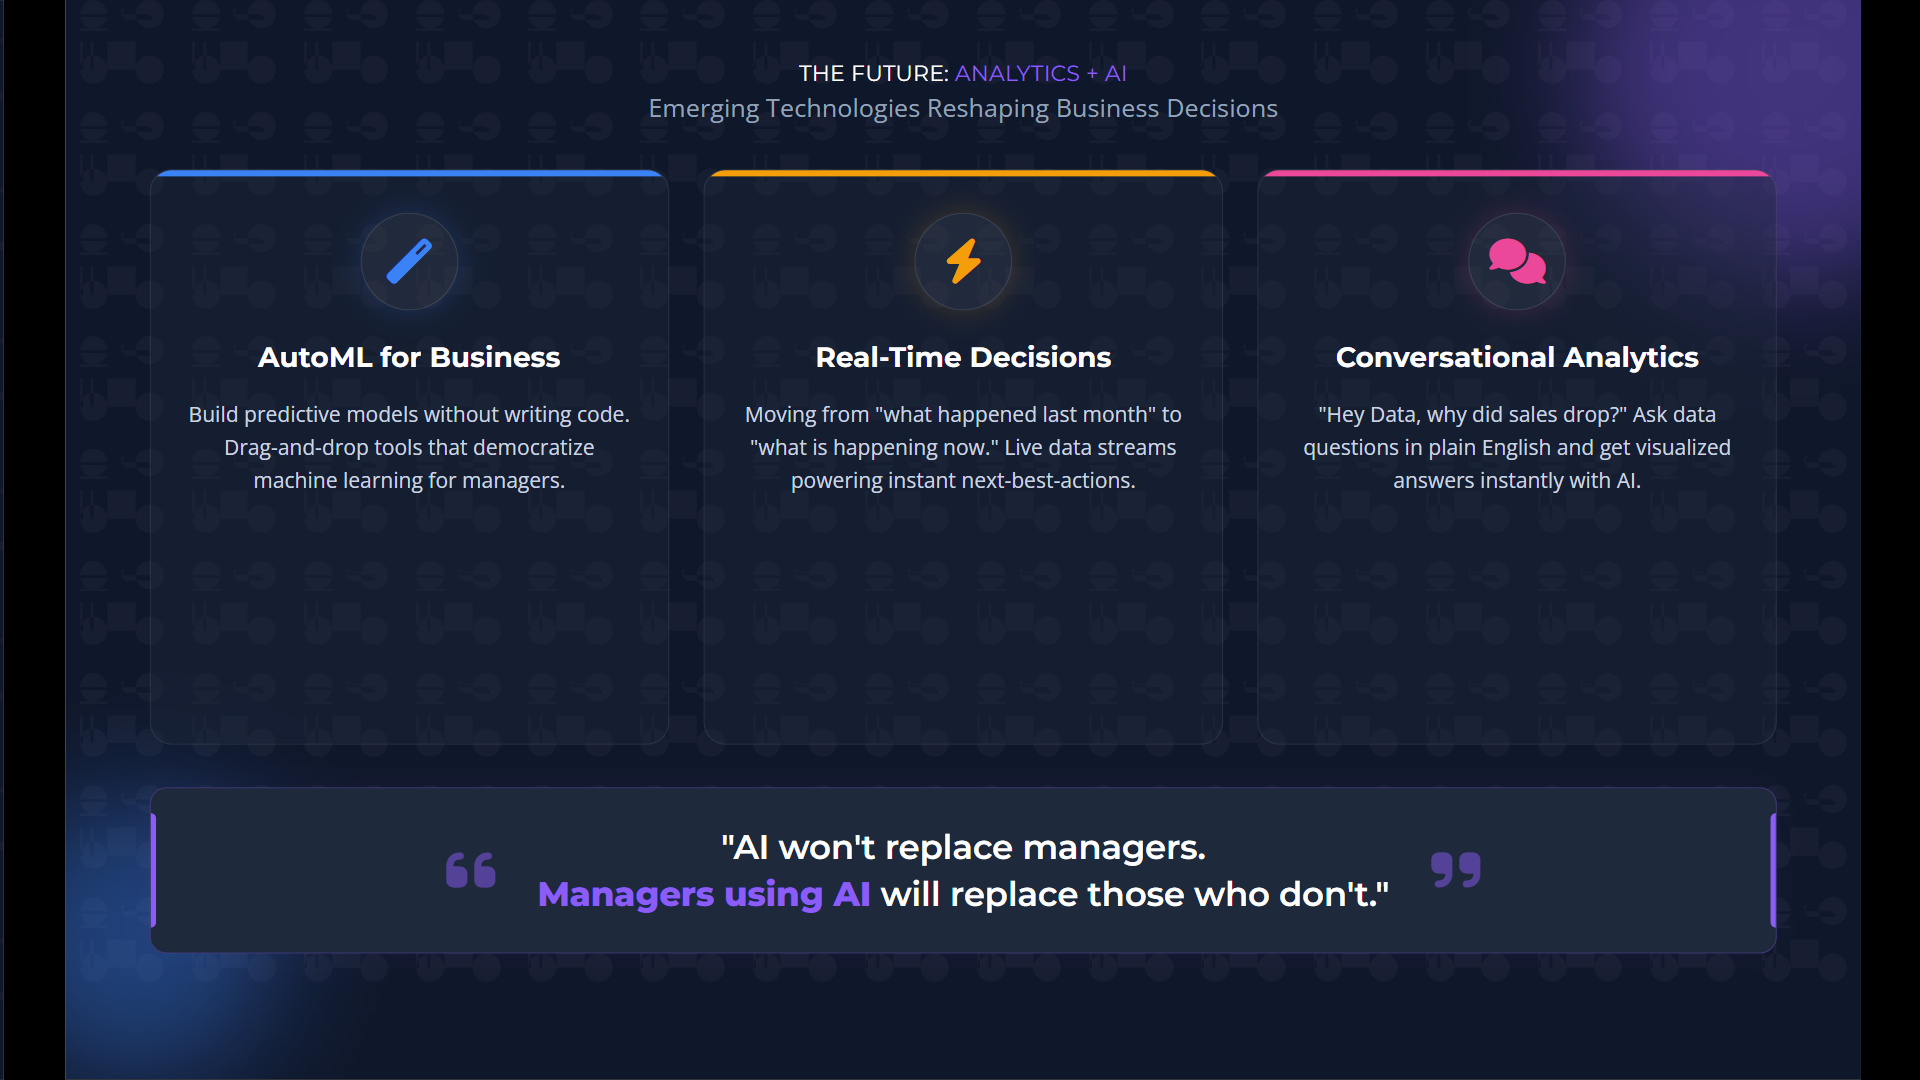 THE FUTURE: ANALYTICS + AI
Emerging Technologies Reshaping Business Decisions
AutoML for Business
Build predictive models without writing code.
Drag-and-drop tools that democratize
machine learning for managers.
Real-Time Decisions
Moving from "what happened last month" to
"what is happening now." Live data streams
powering instant next-best-actions.
Conversational Analytics
"Hey Data, why did sales drop?" Ask data
questions in plain English and get visualized
answers instantly with AI.
"AI won't replace managers.
Managers using AI will replace those who don't."